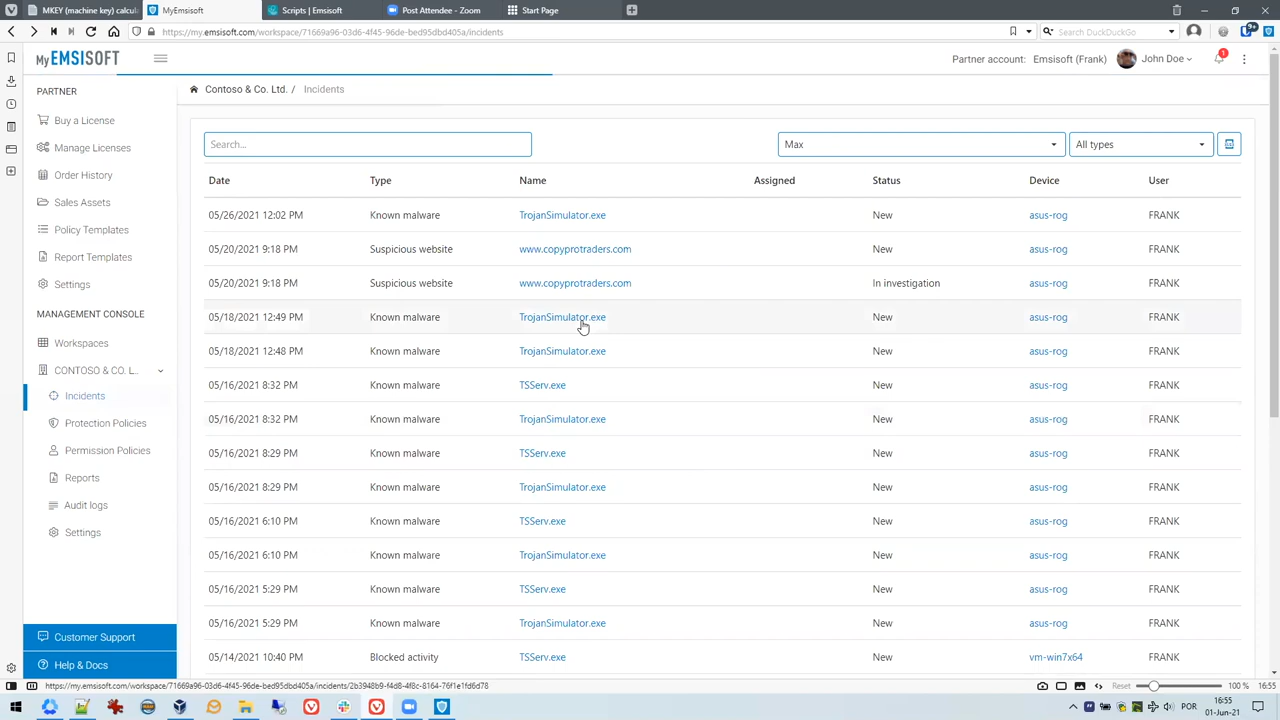 MKEY (machine key) calcula
MyEmsisoft
Scripts | Emsisoft
Post Attendee - Zoom
Start Page
https://my.emsisoft.com/workspace/71669a96-03d6-4f45-96de-bed95dbd405a/incidents
Search DuckDuckGo
9+
My EMSISOFT
Partner account: Emsisoft (Frank)
John Doe
1
PARTNER
Buy a License
Manage Licenses
Order History
Sales Assets
Policy Templates
Report Templates
Settings
MANAGEMENT CONSOLE
Workspaces
CONTOSO & CO. L...
Incidents
Protection Policies
Permission Policies
Reports
Audit logs
Settings
Customer Support
Help & Docs
Contoso & Co. Ltd. / Incidents
Search... Max All types
Date Type Name Assigned Status Device User
05/26/2021 12:02 PM Known malware TrojanSimulator.exe New asus-rog FRANK
05/20/2021 9:18 PM Suspicious website www.copyprotraders.com New asus-rog FRANK
05/20/2021 9:18 PM Suspicious website www.copyprotraders.com In investigation asus-rog FRANK
05/18/2021 12:49 PM Known malware TrojanSimulator.exe New asus-rog FRANK
05/18/2021 12:48 PM Known malware TrojanSimulator.exe New asus-rog FRANK
05/16/2021 8:32 PM Known malware TSServ.exe New asus-rog FRANK
05/16/2021 8:32 PM Known malware TrojanSimulator.exe New asus-rog FRANK
05/16/2021 8:29 PM Known malware TSServ.exe New asus-rog FRANK
05/16/2021 8:29 PM Known malware TrojanSimulator.exe New asus-rog FRANK
05/16/2021 6:10 PM Known malware TSServ.exe New asus-rog FRANK
05/16/2021 6:10 PM Known malware TrojanSimulator.exe New asus-rog FRANK
05/16/2021 5:29 PM Known malware TSServ.exe New asus-rog FRANK
05/16/2021 5:29 PM Known malware TrojanSimulator.exe New asus-rog FRANK
05/14/2021 10:40 PM Blocked activity TSServ.exe New vm-win7x64 FRANK
https://my.emsisoft.com/workspace/71669a96-03d6-4f45-96de-bed95dbd405a/incidents/2b3948b9-f4d8-4f8c-8164-76f1e1fd6d78
Reset 100 % 16:55
POR
16:55
01-Jun-21